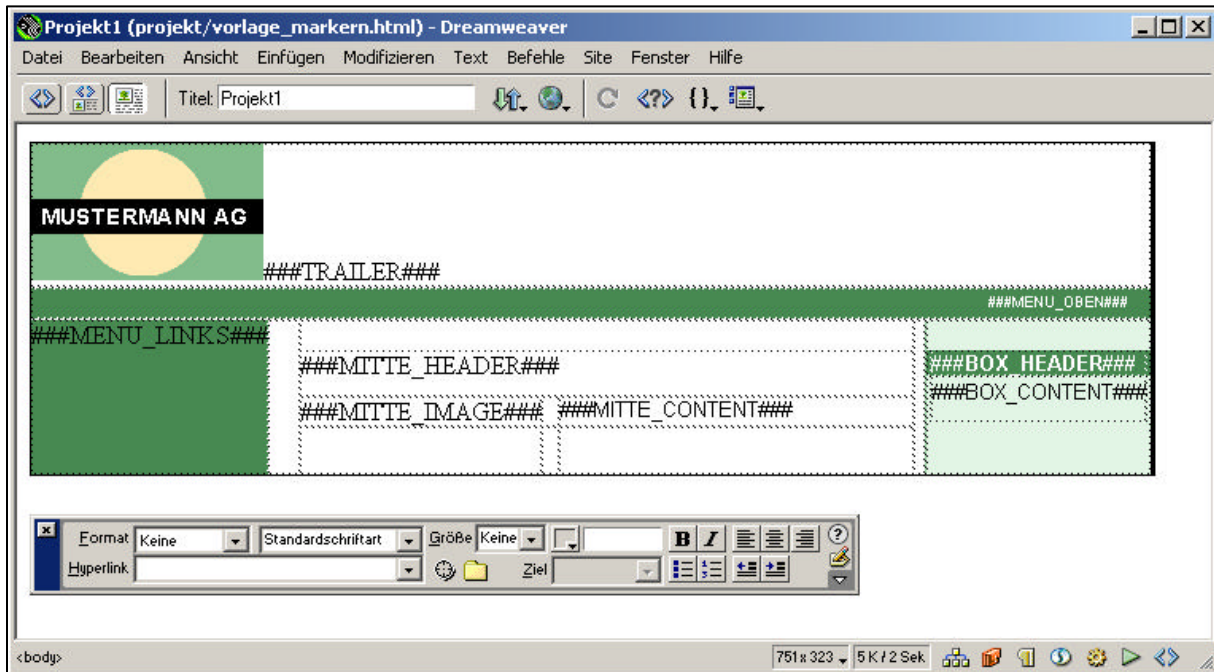 Projekt1 (projekt/vorlage_markern.html) - Dreamweaver
Datei Bearbeiten Ansicht Einfügen Modifizieren Text Befehle Site Fenster Hilfe
Titel: Projekt1
MUSTERMANN AG
###TRAILER###
###MENU_OBEN###
###MENU_LINKS###
###MITTE_HEADER###
###BOX_HEADER###
###BOX_CONTENT###
###MITTE_IMAGE### ###MITTE_CONTENT###
Format Keine Standardschriftart Größe Keine B I
Hyperlink Ziel
<body> 751 x 323 5 K / 2 Sek